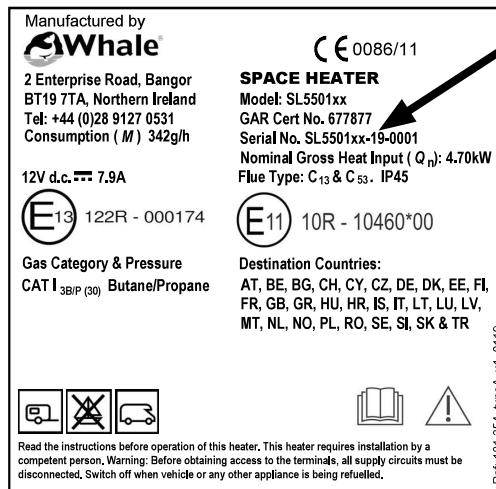 Manufactured by
Whale®
2 Enterprise Road, Bangor
BT19 7TA, Northern Ireland
Tel: +44 (0)28 9127 0531
Consumption ( M ) 342g/h
12V d.c. 7.9A
E13 122R - 000174
Gas Category & Pressure
CAT I 3B/P (30) Butane/Propane
CE 0086/11
SPACE HEATER
Model: SL5501xx
GAR Cert No. 677877
Serial No. SL5501xx-19-0001
Nominal Gross Heat Input ( Q n): 4.70kW
Flue Type: C13 & C53. IP45
E11 10R - 10460*00
Destination Countries:
AT, BE, BG, CH, CY, CZ, DE, DK, EE, FI,
FR, GB, GR, HU, HR, IS, IT, LT, LU, LV,
MT, NL, NO, PL, RO, SE, SI, SK & TR
Read the instructions before operation of this heater. This heater requires installation by a
competent person, Warning: Before obtaining access to the terminals, all supply circuits must be
disconnected. Switch off when vehicle or any other appliance is being refuelled.